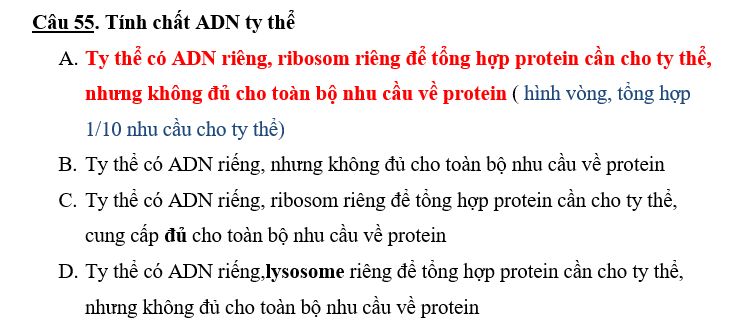 Câu 55. Tính chất ADN ty thể
A. Ty thể có ADN riêng, ribosom riêng để tổng hợp protein cần cho ty thể,
nhưng không đủ cho toàn bộ nhu cầu về protein ( hình vòng, tổng hợp
1/10 nhu cầu cho ty thể)
B. Ty thể có ADN riếng, nhưng không đủ cho toàn bộ nhu cầu về protein
C. Ty thể có ADN riếng, ribosom riêng để tổng hợp protein cần cho ty thể,
cung cấp đủ cho toàn bộ nhu cầu về protein
D. Ty thể có ADN riếng,lysosome riêng để tổng hợp protein cần cho ty thể,
nhưng không đủ cho toàn bộ nhu cầu về protein